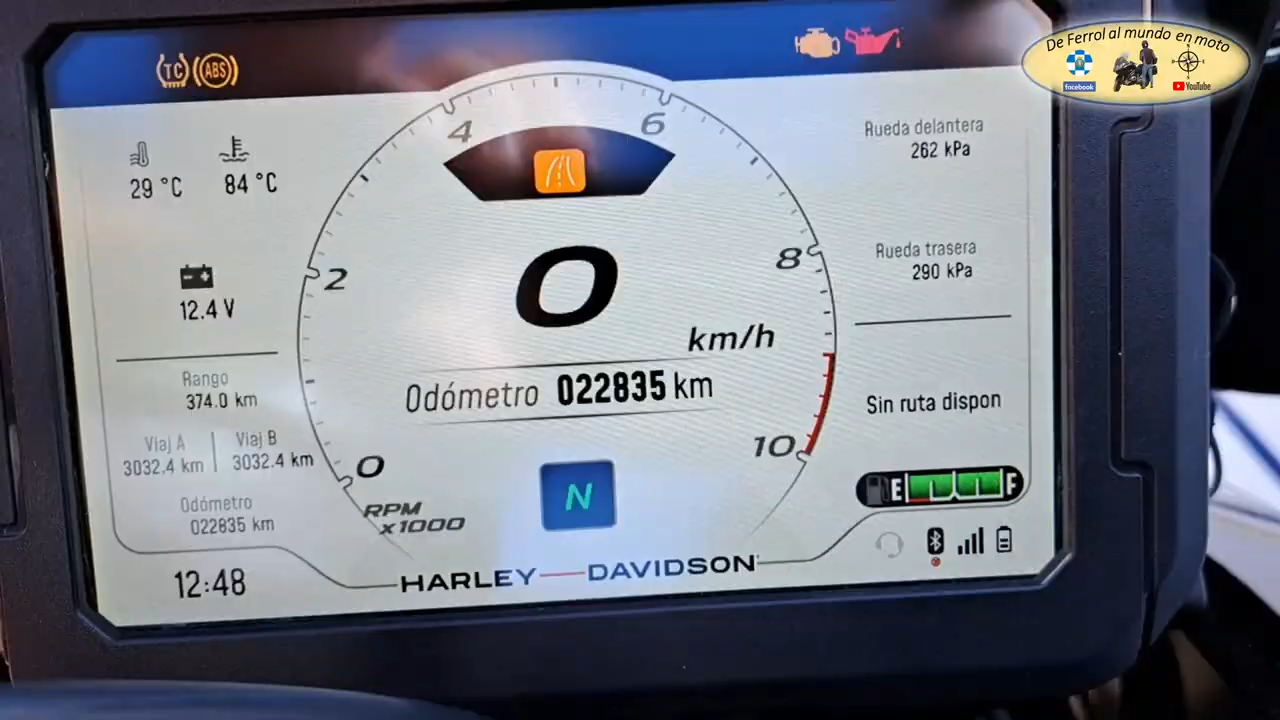 De Ferrol al mundo en moto
facebook
YouTube
TC
ABS
29 °C
84 °C
12.4 V
Rango
374.0 km
Viaj A
3032.4 km
Viaj B
3032.4 km
Odómetro
022835 km
12:48
0
2
4
6
8
10
RPM
x1000
0
km/h
Odómetro 022835 km
N
HARLEY-DAVIDSON
Rueda delantera
262 kPa
Rueda trasera
290 kPa
Sin ruta dispon
E
F